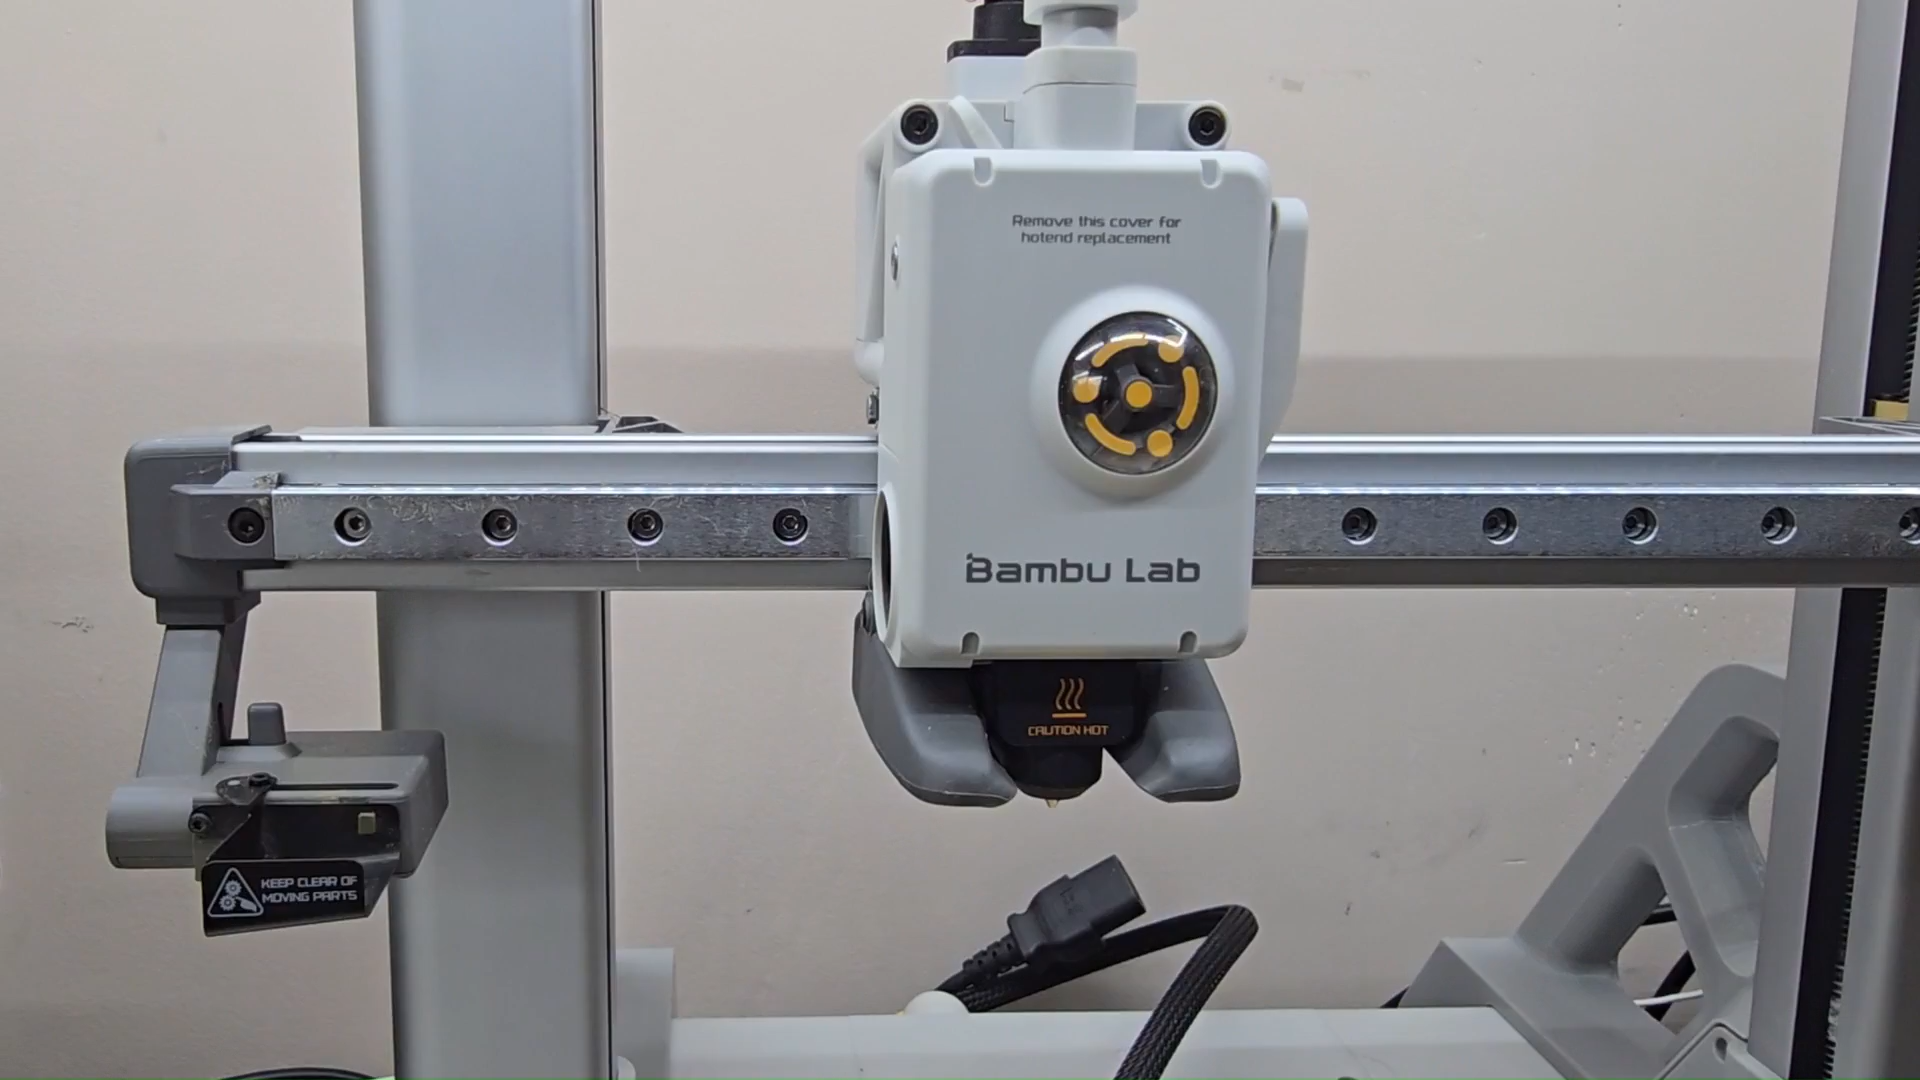 Remove this cover for
hotend replacement
Bambu Lab
CAUTION HOT
KEEP CLEAR OF
MOVING PARTS